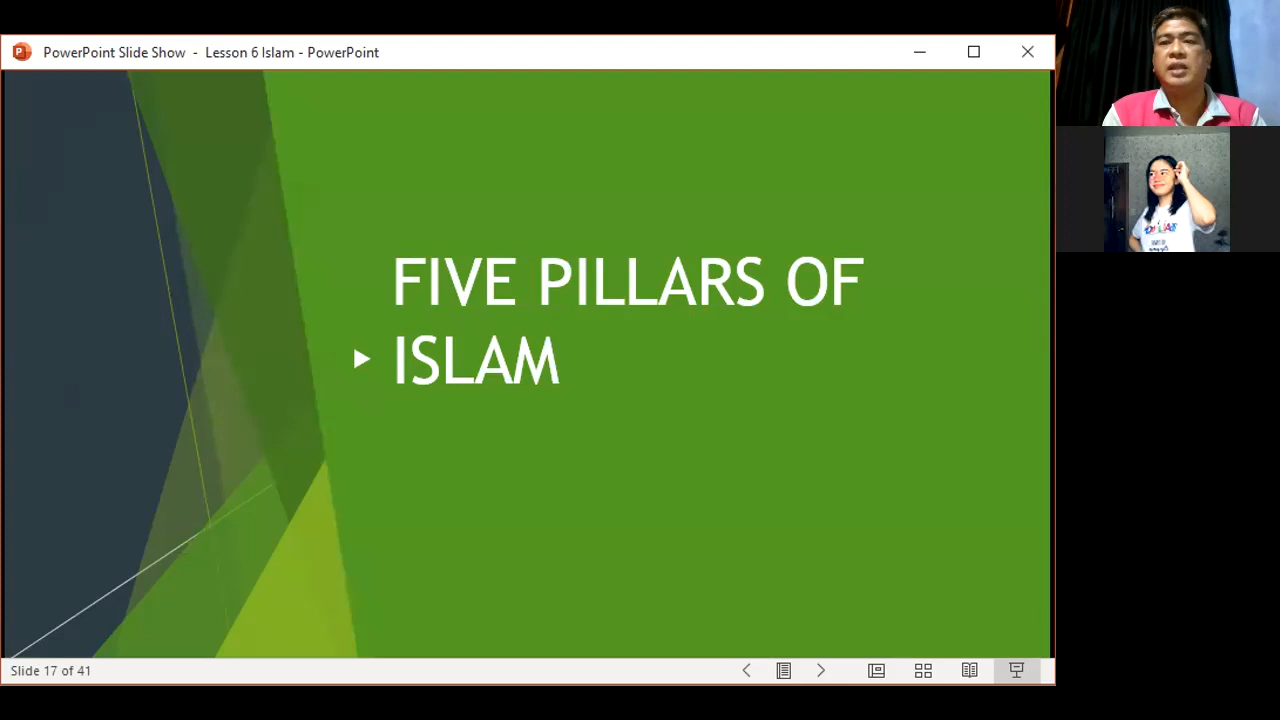 PowerPoint Slide Show - Lesson 6 Islam - PowerPoint
FIVE PILLARS OF
ISLAM
Slide 17 of 41